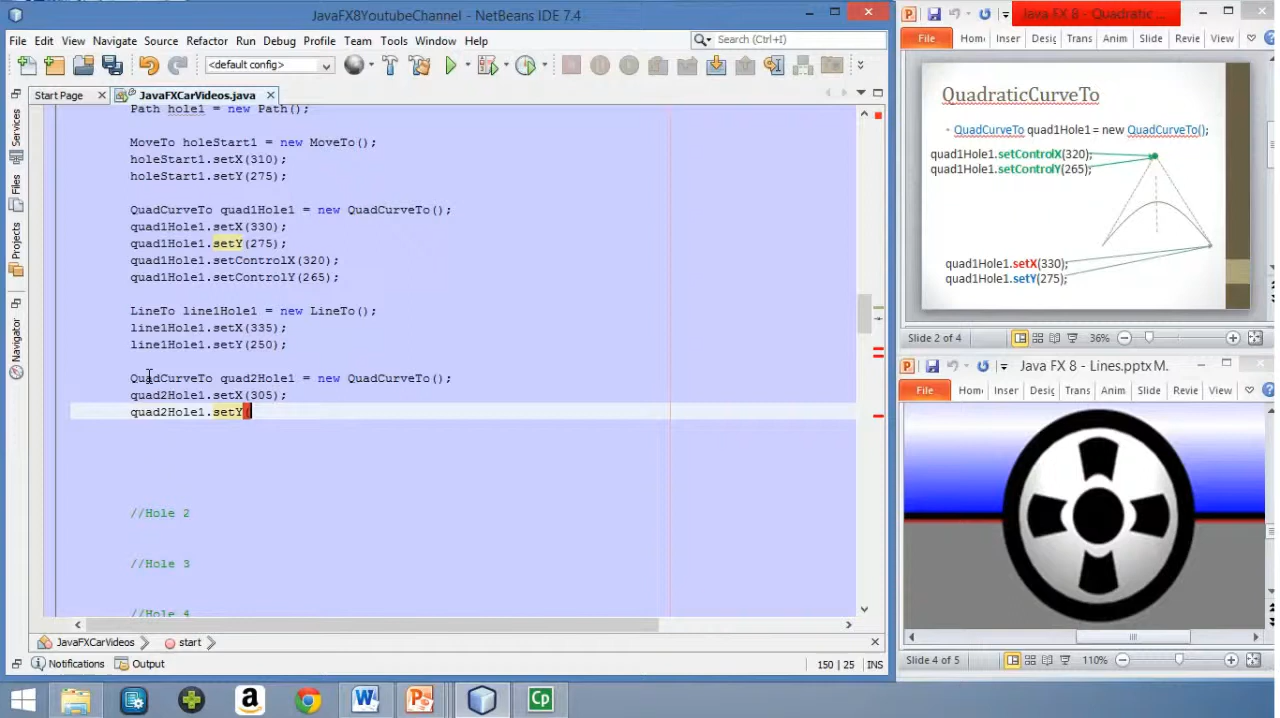 JavaFX8YoutubeChannel - NetBeans IDE 7.4
File Edit View Navigate Source Refactor Run Debug Profile Team Tools Window Help
Search (Ctrl+I)
<default config>
Start Page
JavaFXCarVideos.java
Services
Files
Projects
Navigator
Path hole1 = new Path();
MoveTo holeStart1 = new MoveTo();
holeStart1.setX(310);
holeStart1.setY(275);
QuadCurveTo quad1Hole1 = new QuadCurveTo();
quad1Hole1.setX(330);
quad1Hole1.setY(275);
quad1Hole1.setControlX(320);
quad1Hole1.setControlY(265);
LineTo line1Hole1 = new LineTo();
line1Hole1.setX(335);
line1Hole1.setY(250);
QuadCurveTo quad2Hole1 = new QuadCurveTo();
quad2Hole1.setX(305);
quad2Hole1.setY(
//Hole 2
//Hole 3
//Hole 4
JavaFXCarVideos
start
Notifications
Output
150 | 25
INS
Java FX 8 - Quadratic ...
File Home Inser Desig Trans Anim Slide Revie View
QuadraticCurveTo
QuadCurveTo quad1Hole1 = new QuadCurveTo();
quad1Hole1.setControlX(320);
quad1Hole1.setControlY(265);
quad1Hole1.setX(330);
quad1Hole1.setY(275);
Slide 2 of 4
36%
Java FX 8 - Lines.pptx M.
File Home Inser Desig Trans Anim Slide Revie View
Slide 4 of 5
110%